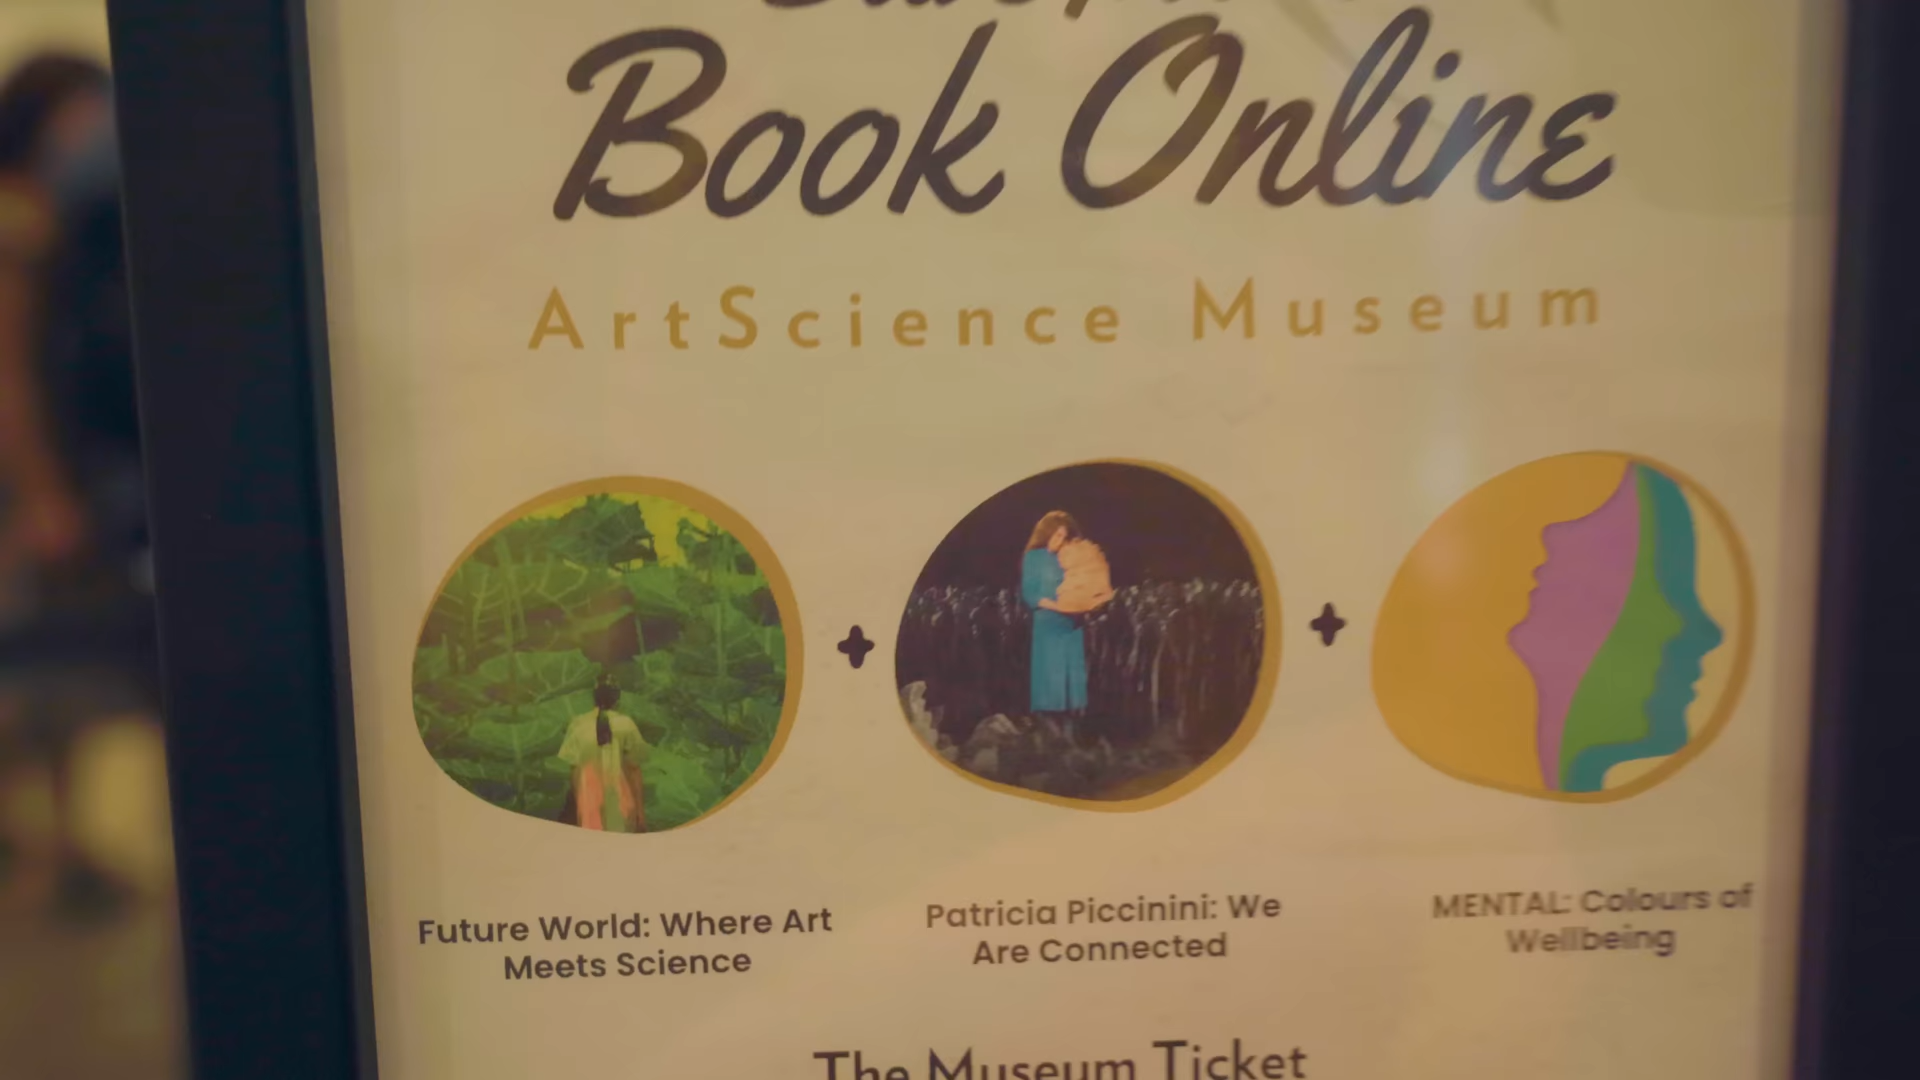 Book Online
ArtScience Museum
Future World: Where Art
Meets Science
Patricia Piccinini: We
Are Connected
MENTAL: Colours of
Wellbeing
The Museum Ticket